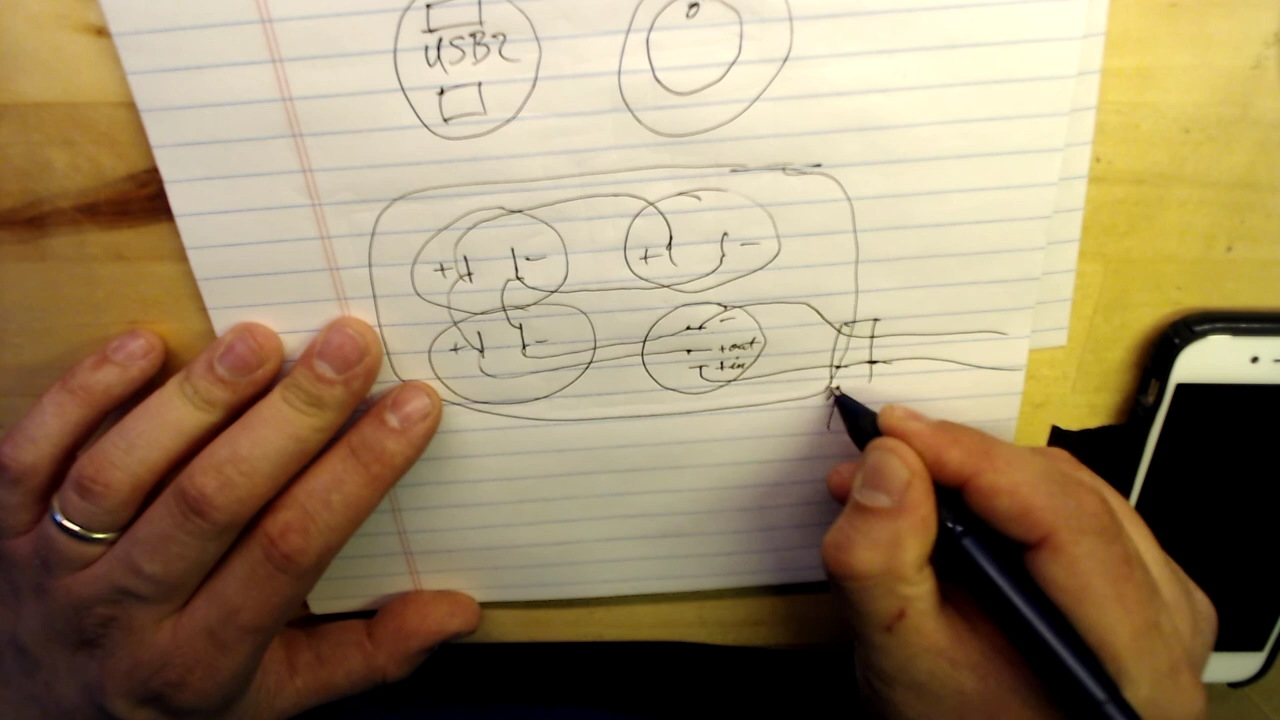 USB2
+ -
+ -
+ -
-
+out
+in